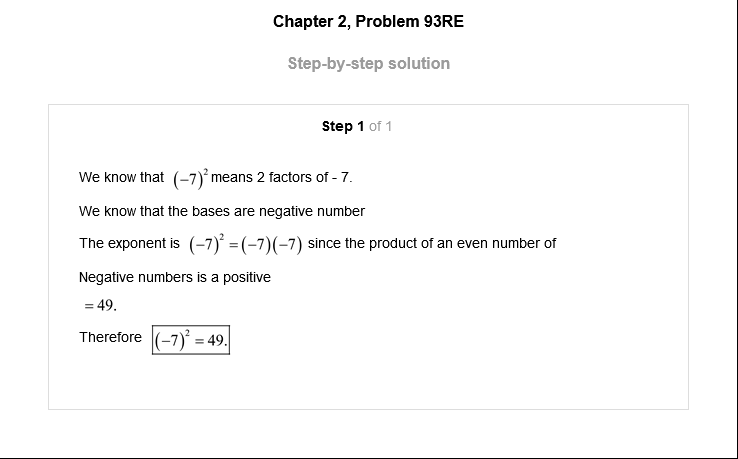 Chapter 2, Problem 93RE
Step-by-step solution
Step 1 of 1
We know that (−7)² means 2 factors of - 7.
We know that the bases are negative number
The exponent is (−7)² = (−7)(−7) since the product of an even number of
Negative numbers is a positive
= 49.
Therefore (−7)² = 49.